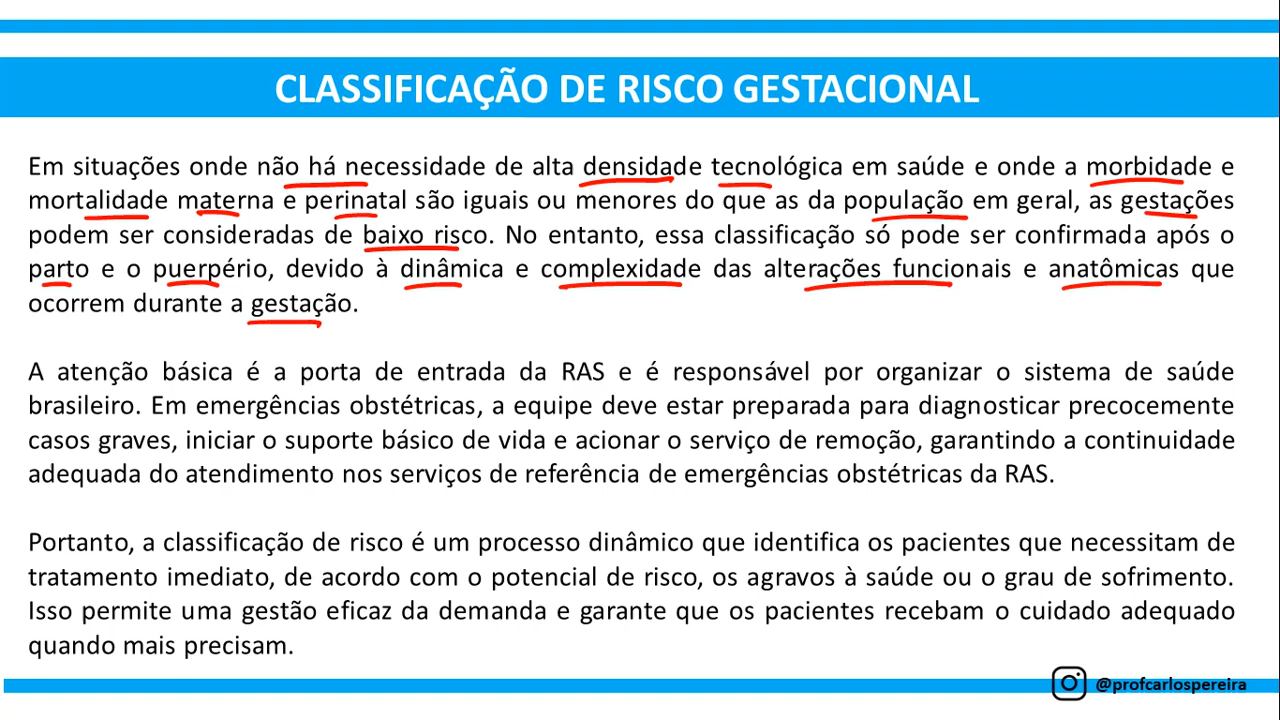 CLASSIFICAÇÃO DE RISCO GESTACIONAL
Em situações onde não há necessidade de alta densidade tecnológica em saúde e onde a morbidade e
mortalidade materna e perinatal são iguais ou menores do que as da população em geral, as gestações
podem ser consideradas de baixo risco. No entanto, essa classificação só pode ser confirmada após o
parto e o puerpério, devido à dinâmica e complexidade das alterações funcionais e anatômicas que
ocorrem durante a gestação.
A atenção básica é a porta de entrada da RAS e é responsável por organizar o sistema de saúde
brasileiro. Em emergências obstétricas, a equipe deve estar preparada para diagnosticar precocemente
casos graves, iniciar o suporte básico de vida e acionar o serviço de remoção, garantindo a continuidade
adequada do atendimento nos serviços de referência de emergências obstétricas da RAS.
Portanto, a classificação de risco é um processo dinâmico que identifica os pacientes que necessitam de
tratamento imediato, de acordo com o potencial de risco, os agravos à saúde ou o grau de sofrimento.
Isso permite uma gestão eficaz da demanda e garante que os pacientes recebam o cuidado adequado
quando mais precisam.
@profcarlospereira